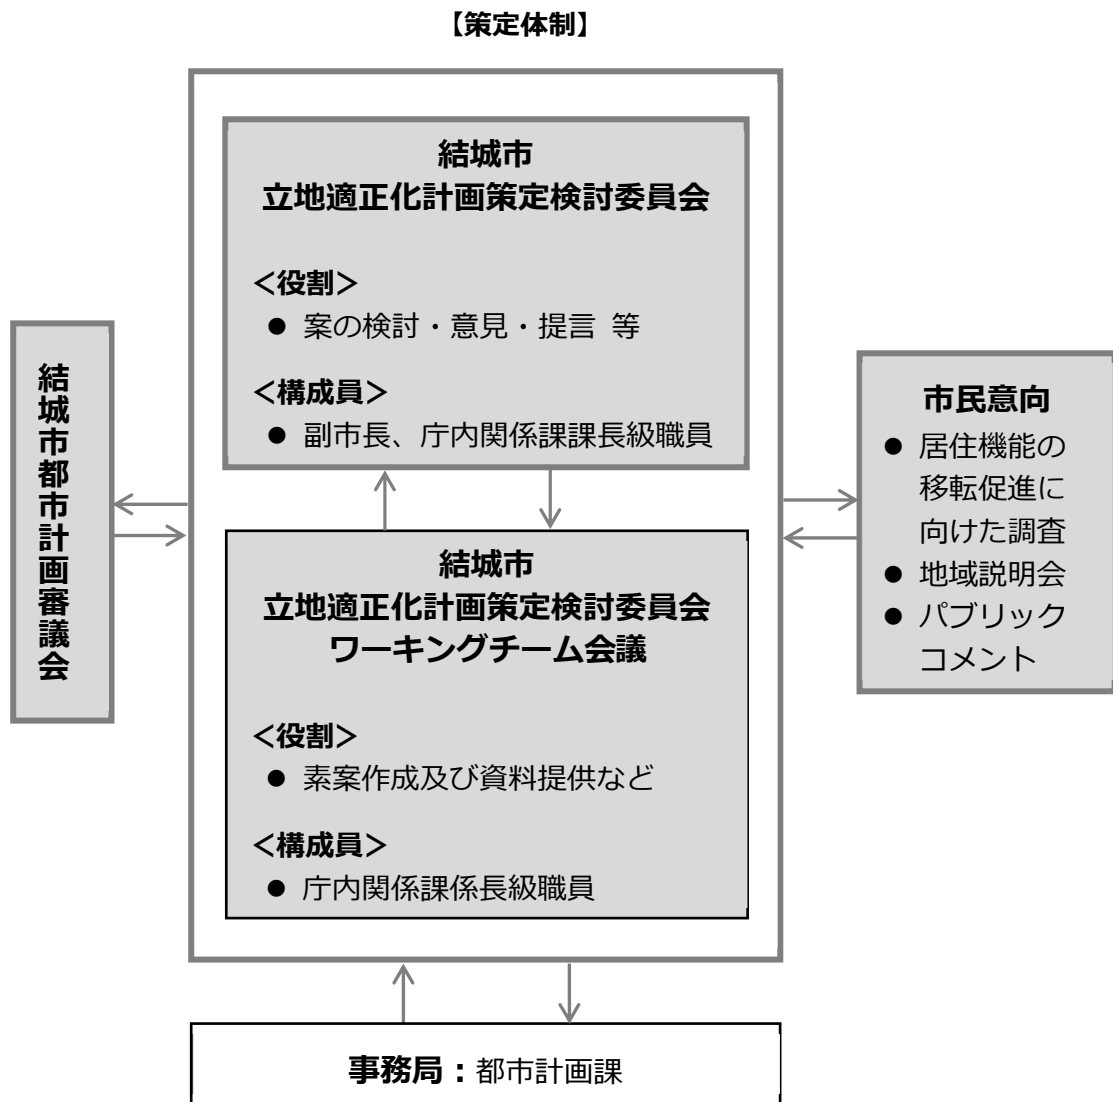 【策定体制】
結城市
立地適正化計画策定検討委員会
<役割>
● 案の検討・意見・提言 等
<構成員>
● 副市長、庁内関係課課長級職員
結城市都市計画審議会
市民意向
● 居住機能の
移転促進に
向けた調査
● 地域説明会
● パブリック
コメント
結城市
立地適正化計画策定検討委員会
ワーキングチーム会議
<役割>
● 素案作成及び資料提供など
<構成員>
● 庁内関係課係長級職員
事務局：都市計画課